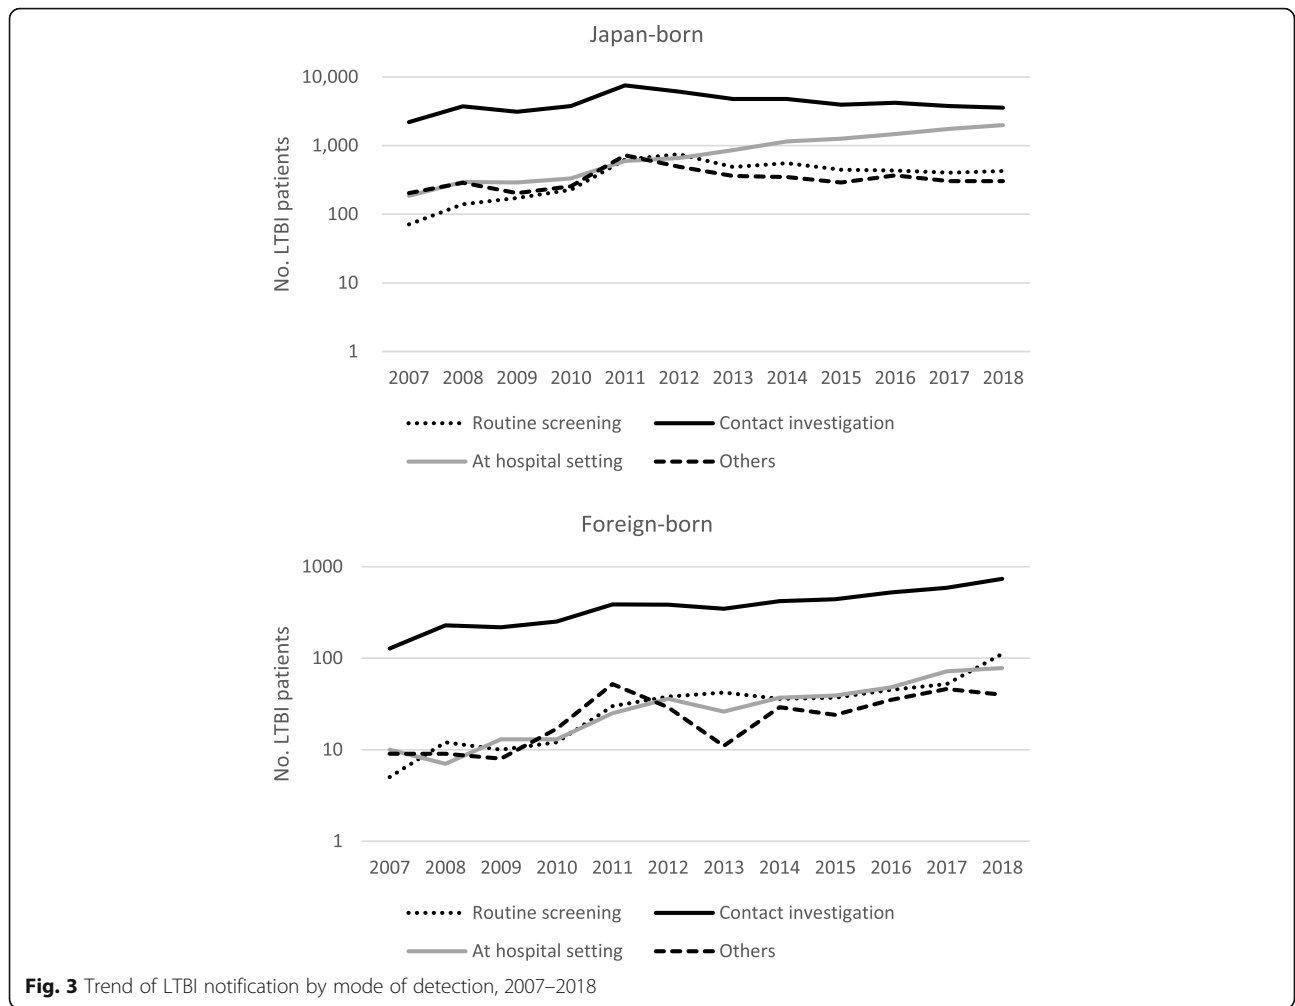 Japan-born
10,000
1,000
100
10
1
No. LTBI patients
2007 2008 2009 2010 2011 2012 2013 2014 2015 2016 2017 2018
Routine screening Contact investigation
At hospital setting Others
Foreign-born
1000
100
10
1
No. LTBI patients
2007 2008 2009 2010 2011 2012 2013 2014 2015 2016 2017 2018
Routine screening Contact investigation
At hospital setting Others
Fig. 3 Trend of LTBI notification by mode of detection, 2007–2018